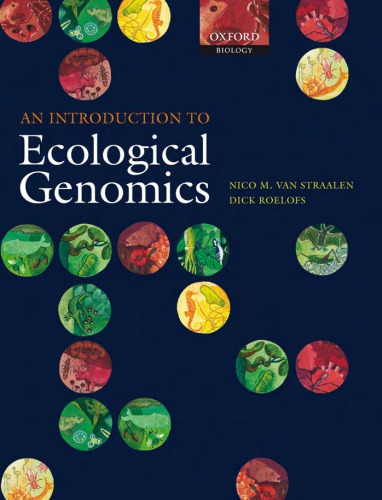 OXFORD
BIOLOGY
AN INTRODUCTION TO
Ecological
Genomics
NICO M. VAN STRAALEN
DICK ROELOFS